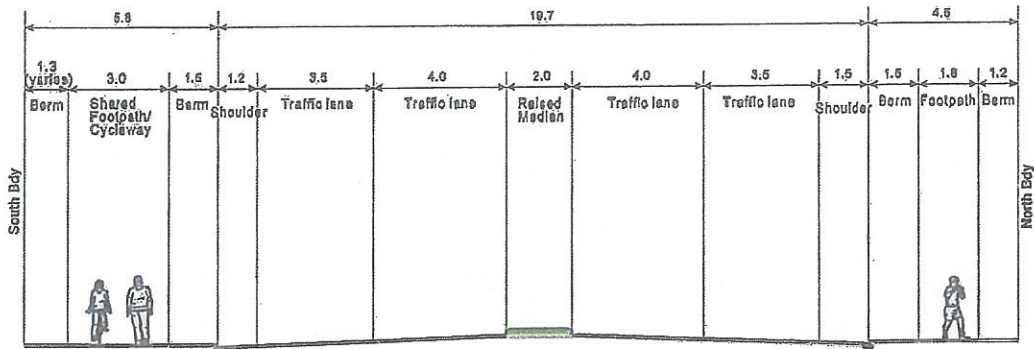 5.8
19.7
4.5
1.3
(varies)
3.0
1.5
1.2
3.5
4.0
2.0
4.0
3.5
1.5
1.5
1.8
1.2
Berm
Shared
Footpath/
Cycleway
Berm
Shoulder
Traffic lane
Traffic lane
Raised
Median
Traffic lane
Traffic lane
Shoulder
Berm
Footpath
Berm
South Bdy
North Bdy